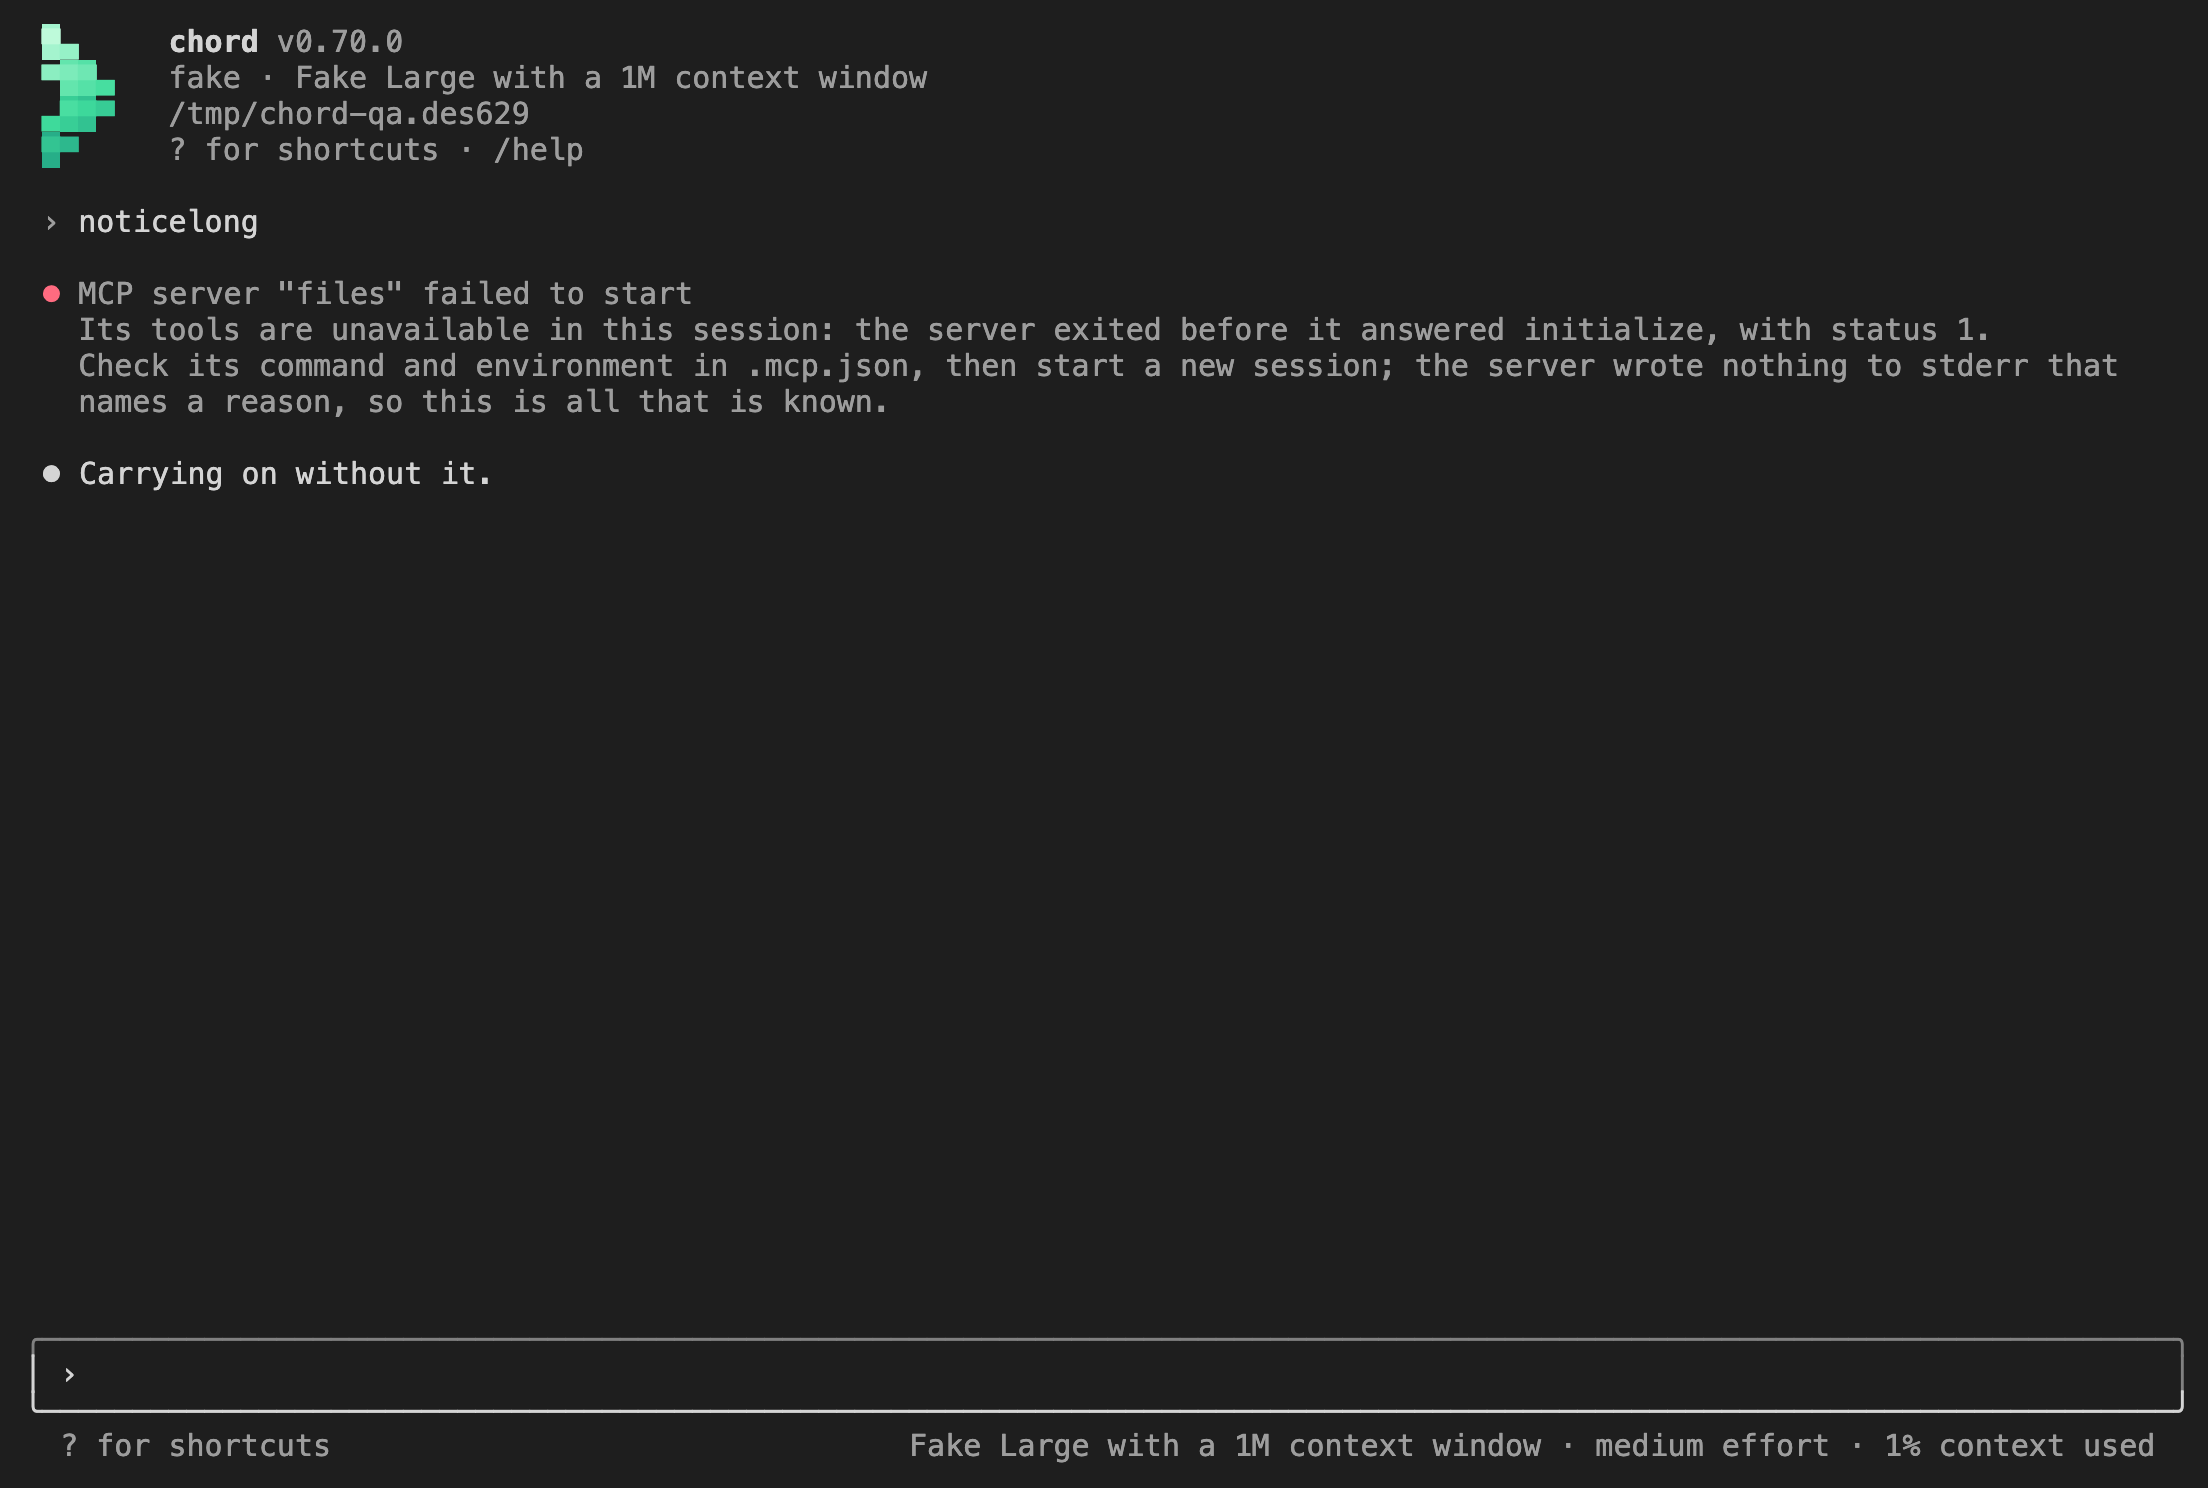 chord v0.70.0
fake · Fake Large with a 1M context window
/tmp/chord-qa.des629
? for shortcuts · /help
› noticelong
● MCP server "files" failed to start
Its tools are unavailable in this session: the server exited before it answered initialize, with status 1.
Check its command and environment in .mcp.json, then start a new session; the server wrote nothing to stderr that
names a reason, so this is all that is known.
● Carrying on without it.
›
? for shortcuts Fake Large with a 1M context window · medium effort · 1% context used